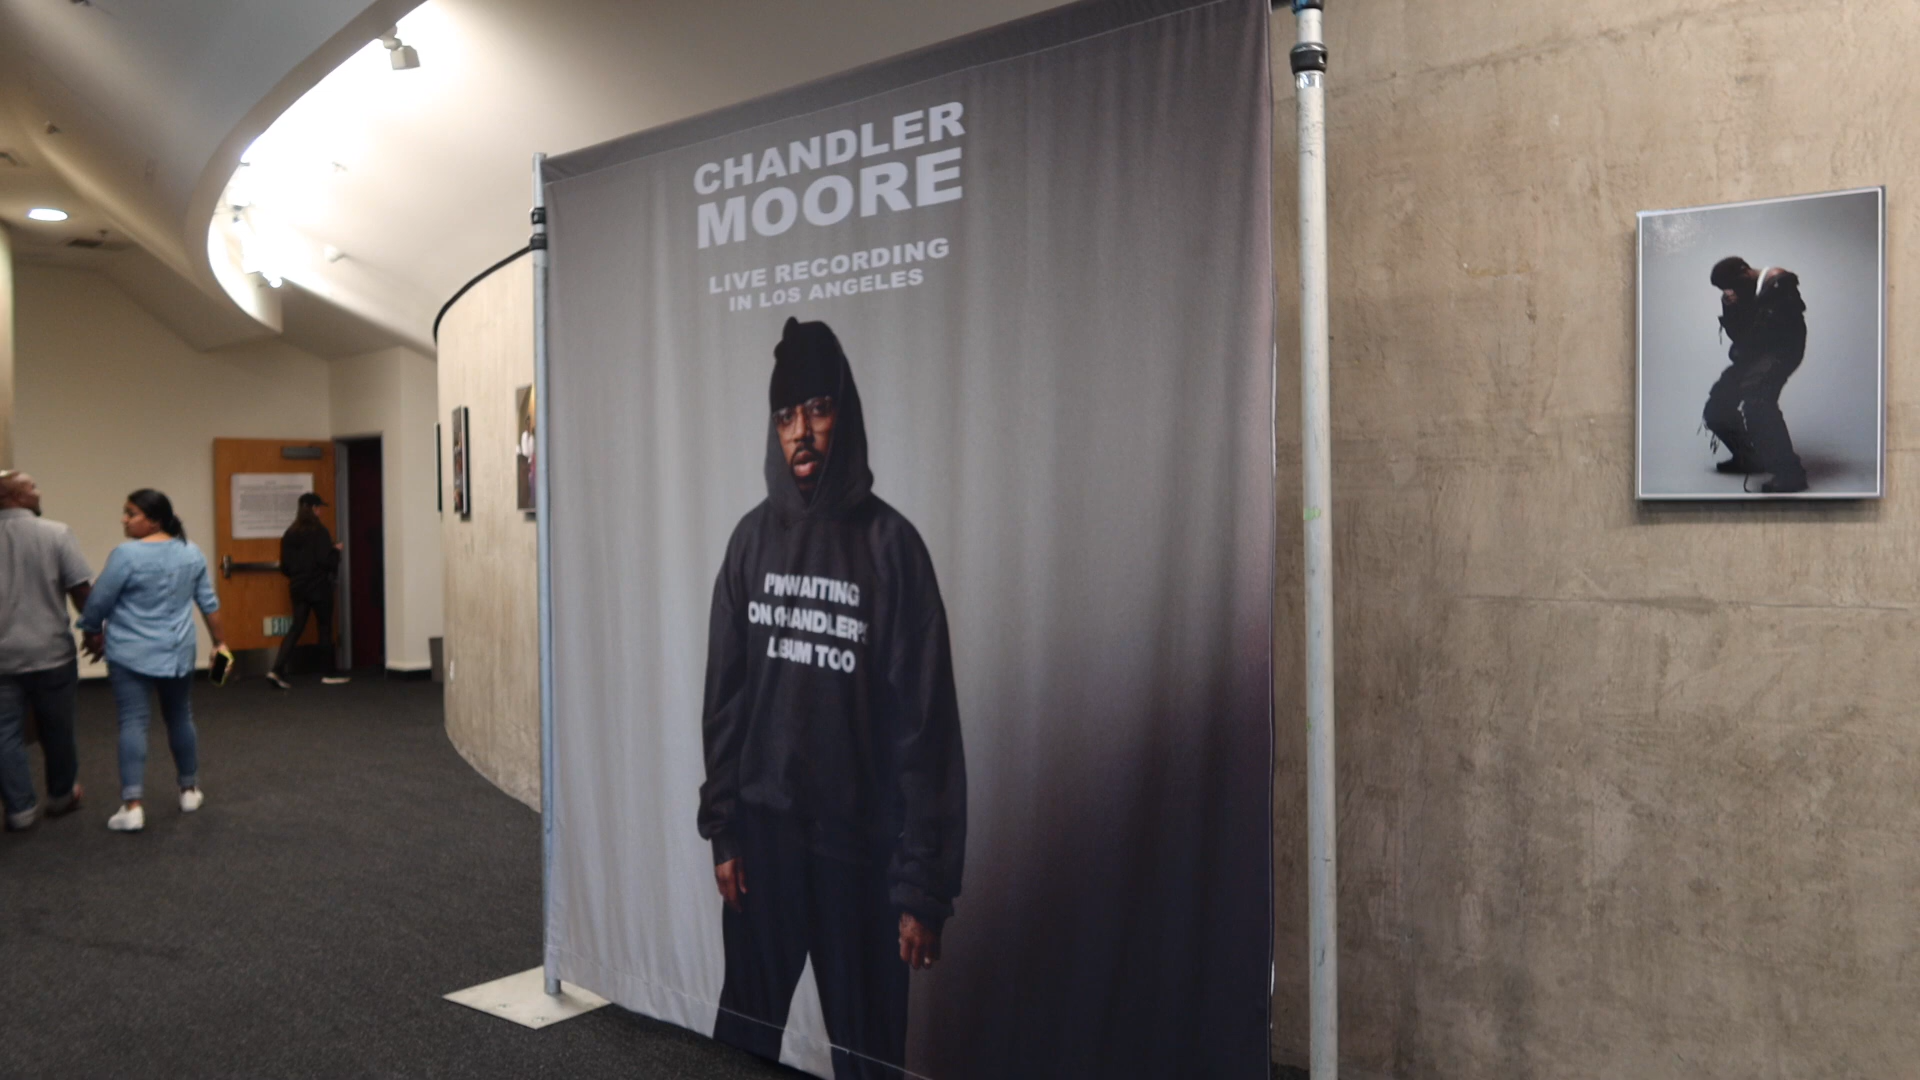 CHANDLER
MOORE
LIVE RECORDING
IN LOS ANGELES
I'M WAITING
ON CHANDLER'S
ALBUM TOO